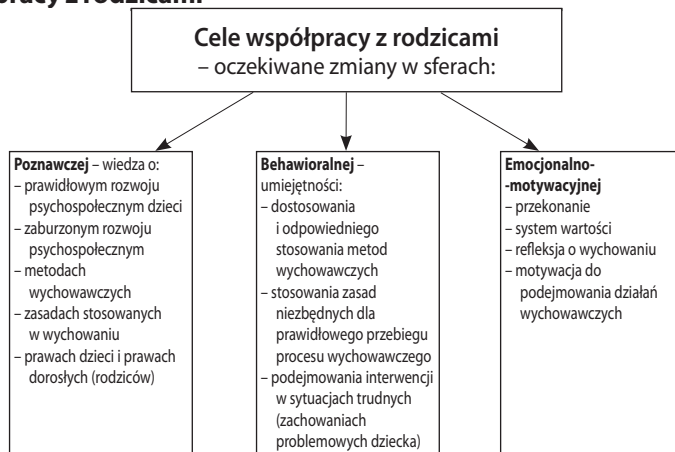 Cele współpracy z rodzicami
– oczekiwane zmiany w sferach:
Poznawczej – wiedza o:
– prawidłowym rozwoju
psychospołecznym dzieci
– zaburzonym rozwoju
psychospołecznym
– metodach
wychowawczych
– zasadach stosowanych
w wychowaniu
– prawach dzieci i prawach
dorosłych (rodziców)
Behawioralnej –
umiejętności:
– dostosowania
i odpowiedniego
stosowania metod
wychowawczych
– stosowania zasad
niezbędnych dla
prawidłowego przebiegu
procesu wychowawczego
– podejmowania interwencji
w sytuacjach trudnych
(zachowaniach
problemowych dziecka)
Emocjonalno-
-motywacyjnej
– przekonanie
– system wartości
– refleksja o wychowaniu
– motywacja do
podejmowania działań
wychowawczych